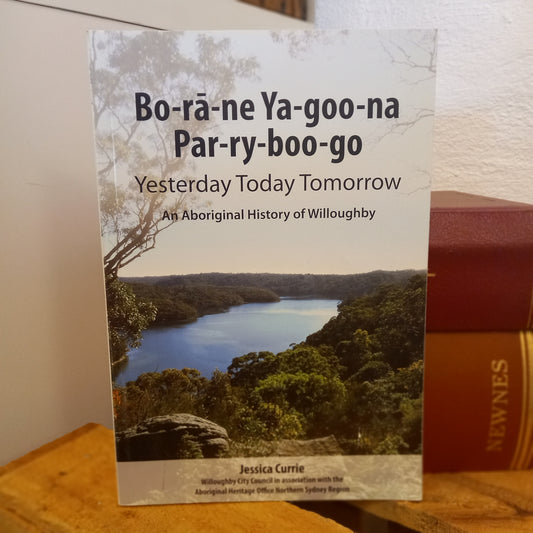 Bo-rā-ne Ya-goo-na
Par-ry-boo-go
Yesterday Today Tomorrow
An Aboriginal History of Willoughby
Jessica Currie
Willoughby City Council in association with the
Aboriginal Heritage Office Northern Sydney Region
NEWNES